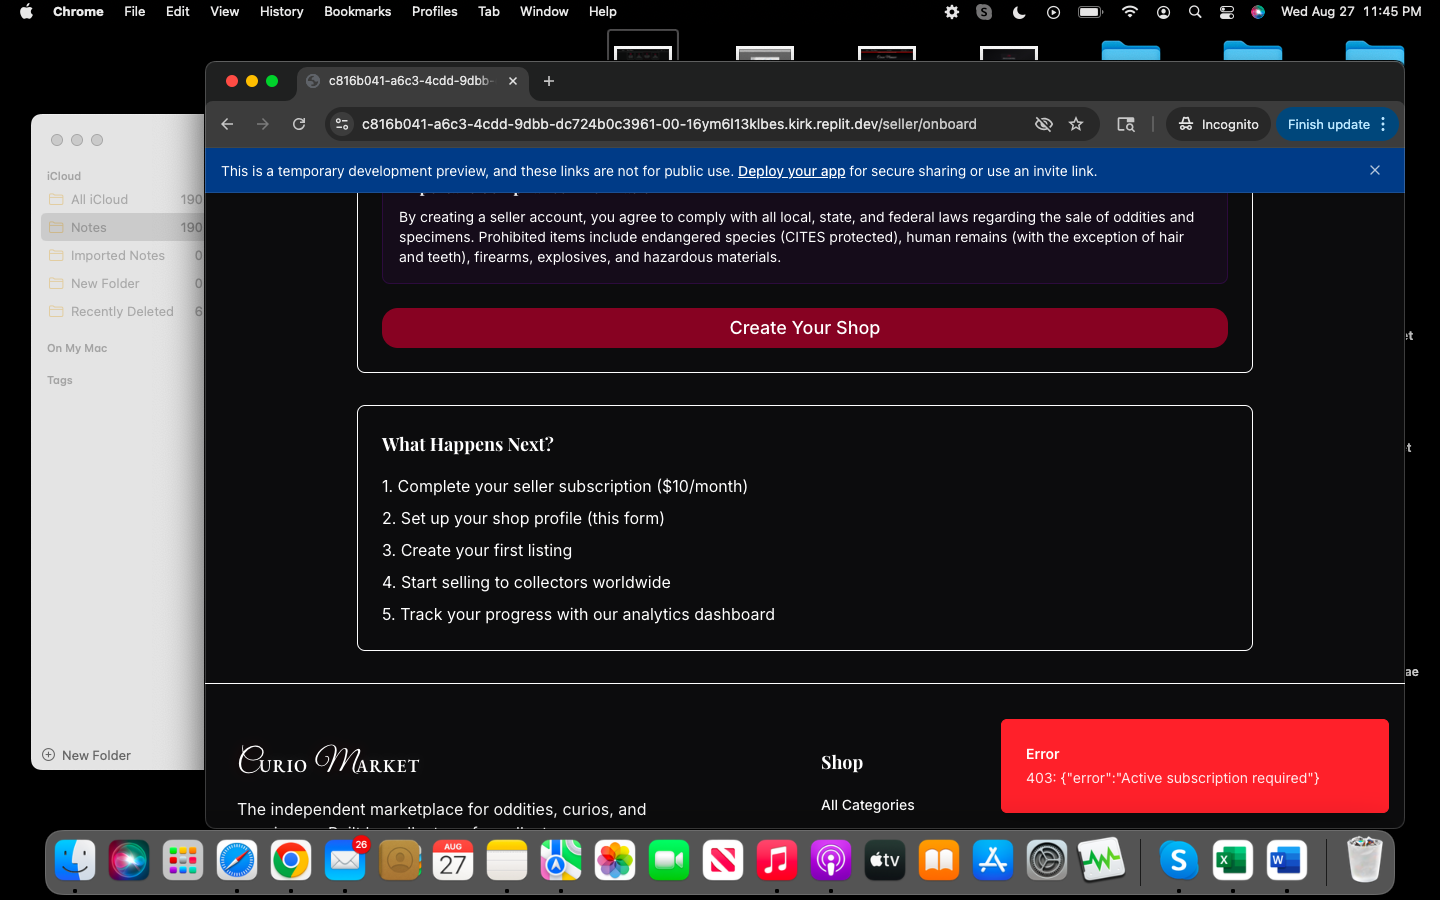 Chrome File Edit View History Bookmarks Profiles Tab Window Help Wed Aug 27 11:45 PM
c816b041-a6c3-4cdd-9dbb-
c816b041-a6c3-4cdd-9dbb-dc724b0c3961-00-16ym6l13klbes.kirk.replit.dev/seller/onboard Incognito Finish update
This is a temporary development preview, and these links are not for public use. Deploy your app for secure sharing or use an invite link.
iCloud
All iCloud 190
Notes 190
Imported Notes 0
New Folder 0
Recently Deleted 6
On My Mac
Tags
New Folder
By creating a seller account, you agree to comply with all local, state, and federal laws regarding the sale of oddities and
specimens. Prohibited items include endangered species (CITES protected), human remains (with the exception of hair
and teeth), firearms, explosives, and hazardous materials.
Create Your Shop
What Happens Next?
1. Complete your seller subscription ($10/month)
2. Set up your shop profile (this form)
3. Create your first listing
4. Start selling to collectors worldwide
5. Track your progress with our analytics dashboard
Curio Market
The independent marketplace for oddities, curios, and
Shop
All Categories
Error
403: {"error":"Active subscription required"}
26
AUG
27
tv